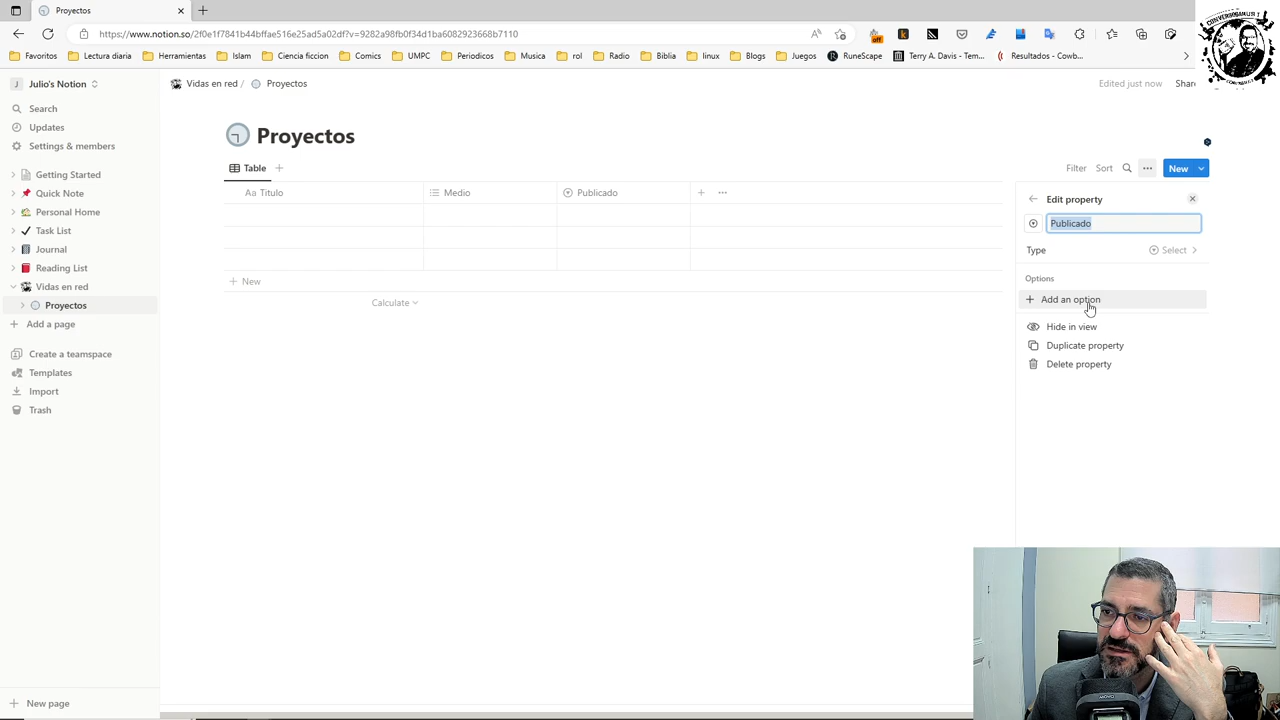 Proyectos
https://www.notion.so/2f0e1f7841b44bffae516e25ad5a02df?v=9282a98fb0f34d1ba6082923668b7110
off
Favoritos Lectura diaria Herramientas Islam Ciencia ficcion Comics UMPC Periodicos Musica rol Radio Biblia linux Blogs Juegos RuneScape Terry A. Davis - Tem... Resultados - Cowb...
J Julio's Notion
Vidas en red / Proyectos
Edited just now
Share
Search
Updates
Settings & members
Getting Started
Quick Note
Personal Home
Task List
Journal
Reading List
Vidas en red
Proyectos
Add a page
Create a teamspace
Templates
Import
Trash
New page
Proyectos
Table
Filter Sort New
Aa Titulo Medio Publicado
New
Calculate
Edit property
Publicado
Type Select
Options
Add an option
Hide in view
Duplicate property
Delete property
MOVO